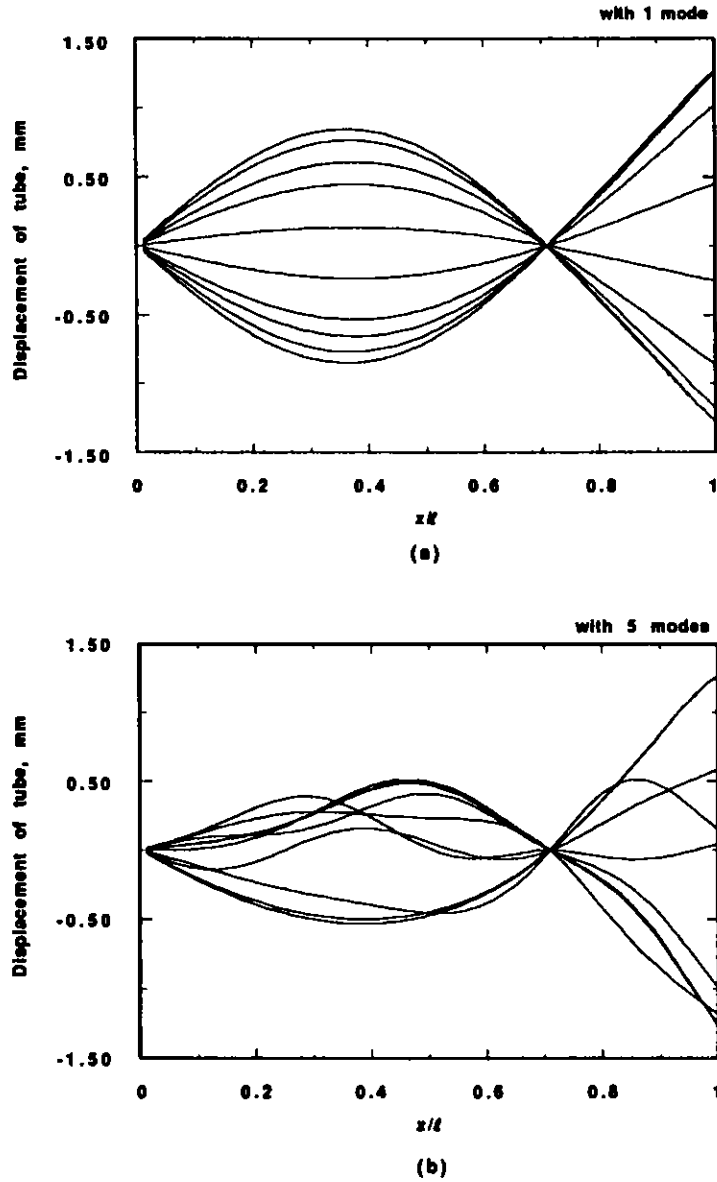 with 1 mode
1.50
0.50
-0.50
-1.50
Displacement of tube, mm
0 0.2 0.4 0.6 0.8 1
x/ℓ
(a)
with 5 modes
1.50
0.50
-0.50
-1.50
Displacement of tube, mm
0 0.2 0.4 0.6 0.8 1
x/ℓ
(b)